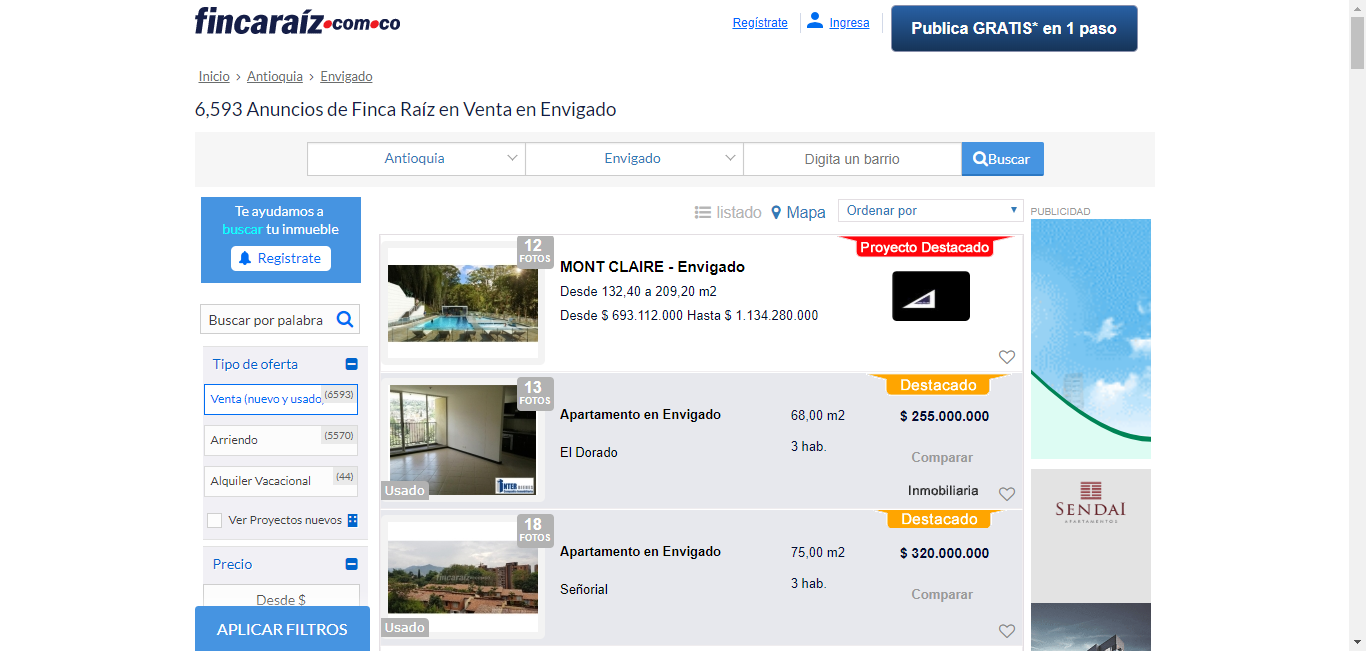 fincaraíz.com.co
Regístrate
Ingresa
Publica GRATIS* en 1 paso
Inicio › Antioquia › Envigado
6,593 Anuncios de Finca Raíz en Venta en Envigado
Antioquia
Envigado
Digita un barrio
Buscar
Te ayudamos a
buscar tu inmueble
Registrate
Buscar por palabra
Tipo de oferta
Venta (nuevo y usado
(6593)
Arriendo
(5570)
Alquiler Vacacional
(44)
Ver Proyectos nuevos
Precio
Desde $
APLICAR FILTROS
listado
Mapa
Ordenar por
12
FOTOS
MONT CLAIRE - Envigado
Desde 132,40 a 209,20 m2
Desde $ 693.112.000 Hasta $ 1.134.280.000
Proyecto Destacado
13
FOTOS
Usado
Apartamento en Envigado
El Dorado
68,00 m2
3 hab.
Destacado
$ 255.000.000
Comparar
Inmobiliaria
18
FOTOS
fincaraíz
Usado
Apartamento en Envigado
Señorial
75,00 m2
3 hab.
Destacado
$ 320.000.000
Comparar
PUBLICIDAD
SENDAI
APARTAMENTOS